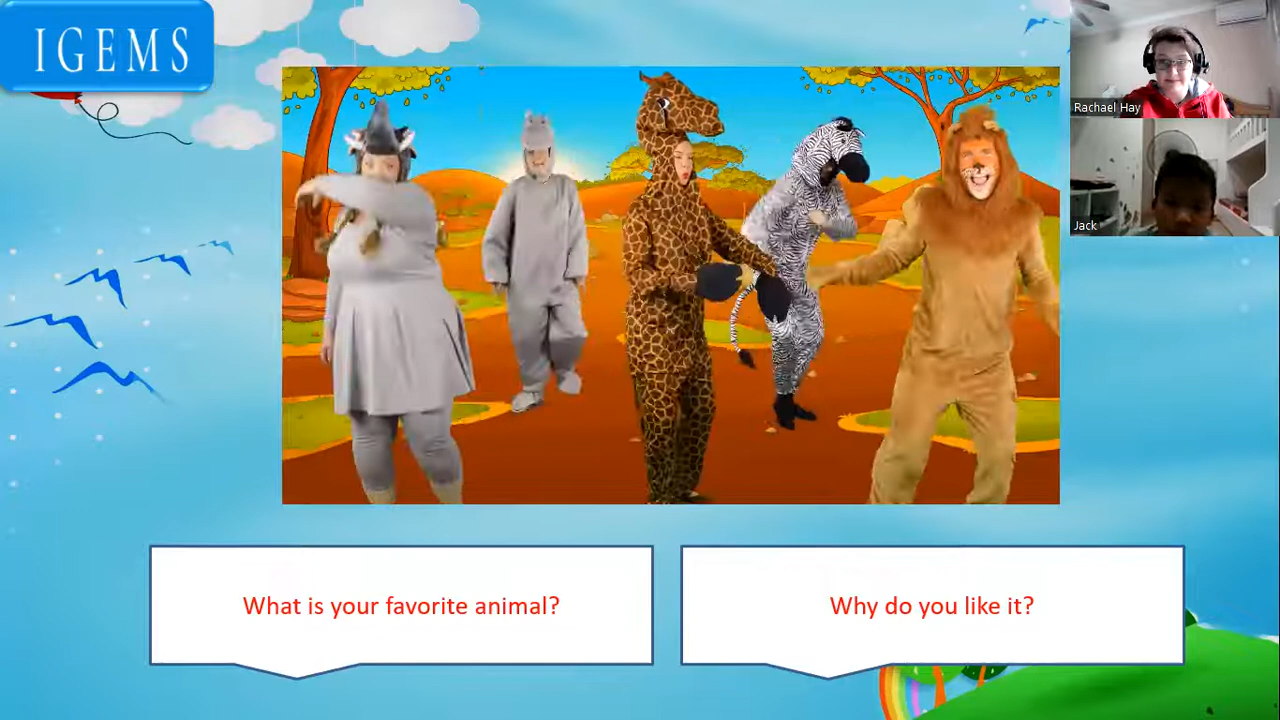 IGEMS
Rachael Hay
Jack
What is your favorite animal?
Why do you like it?